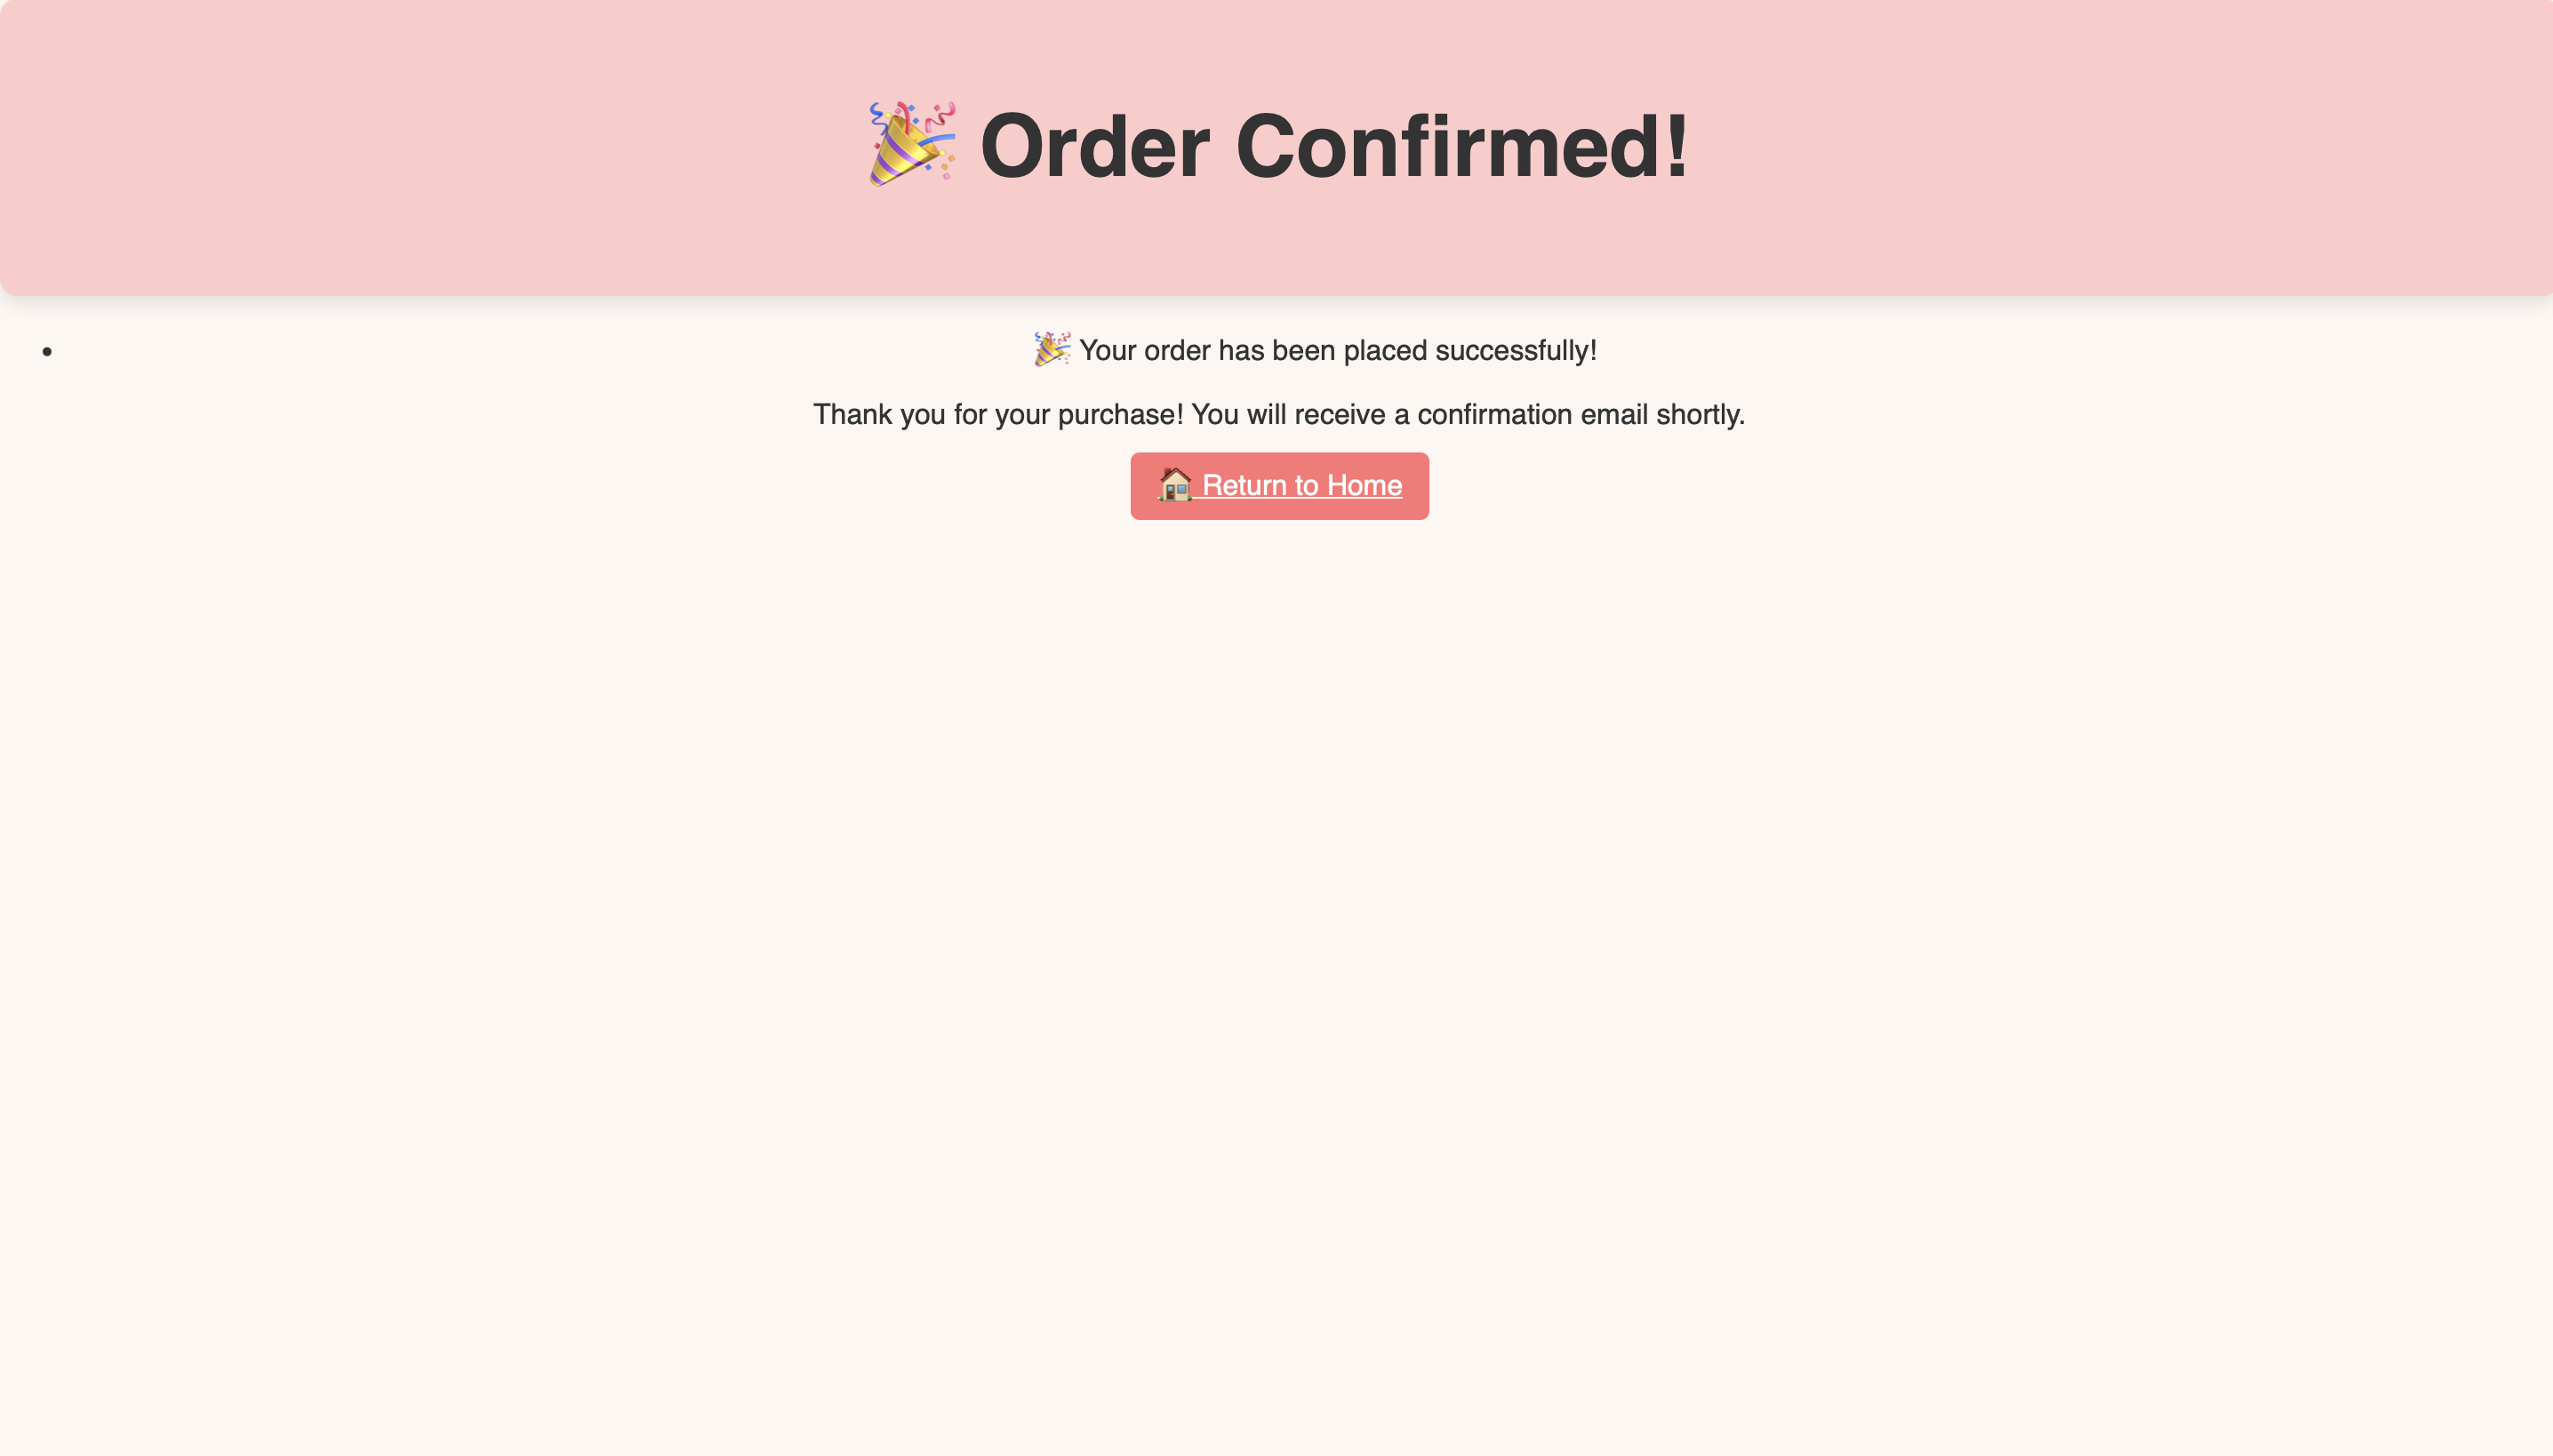 🎉 Order Confirmed!
• 🎉 Your order has been placed successfully!
Thank you for your purchase! You will receive a confirmation email shortly.
🏠 Return to Home